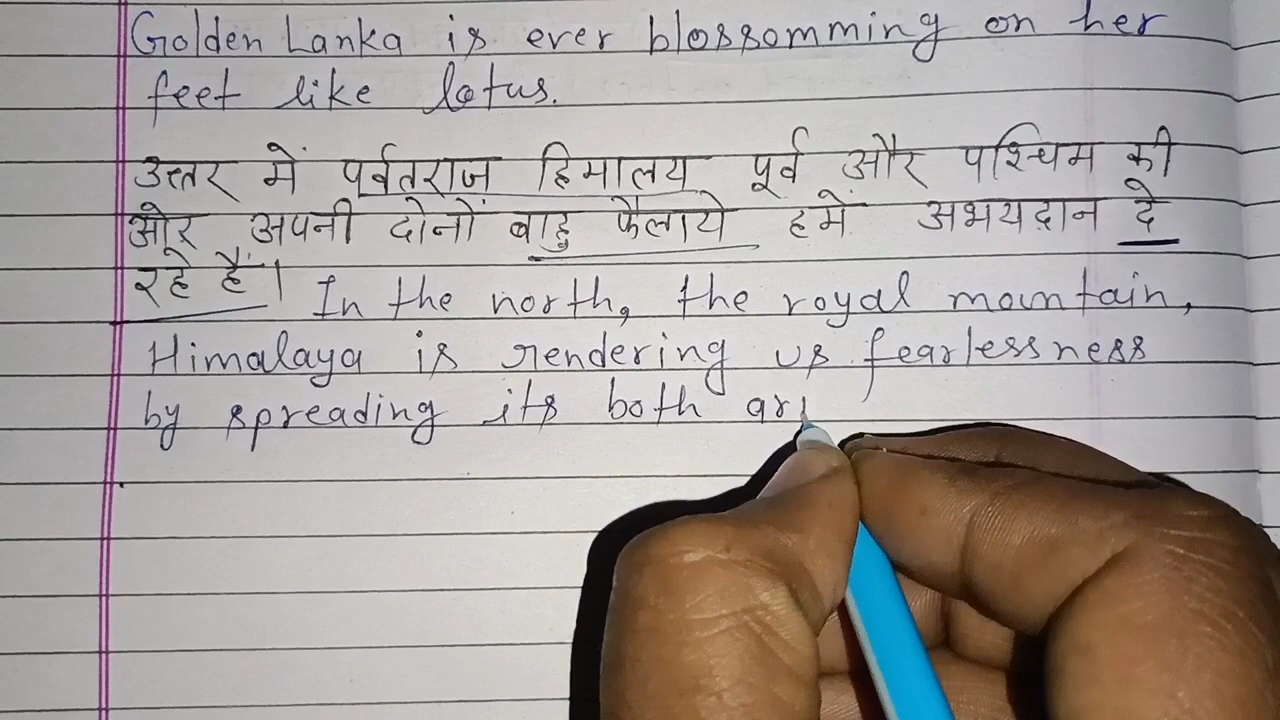 Golden Lanka is ever blossomming on her
feet like lotus.
उत्तर में पर्वतराज हिमालय पूर्व और पश्चिम की
ओर अपनी दोनों बाहु फैलाये हमें अभयदान दे
रहे हैं। In the north, the royal mountain,
Himalaya is rendering us fearlessness
by spreading its both ar